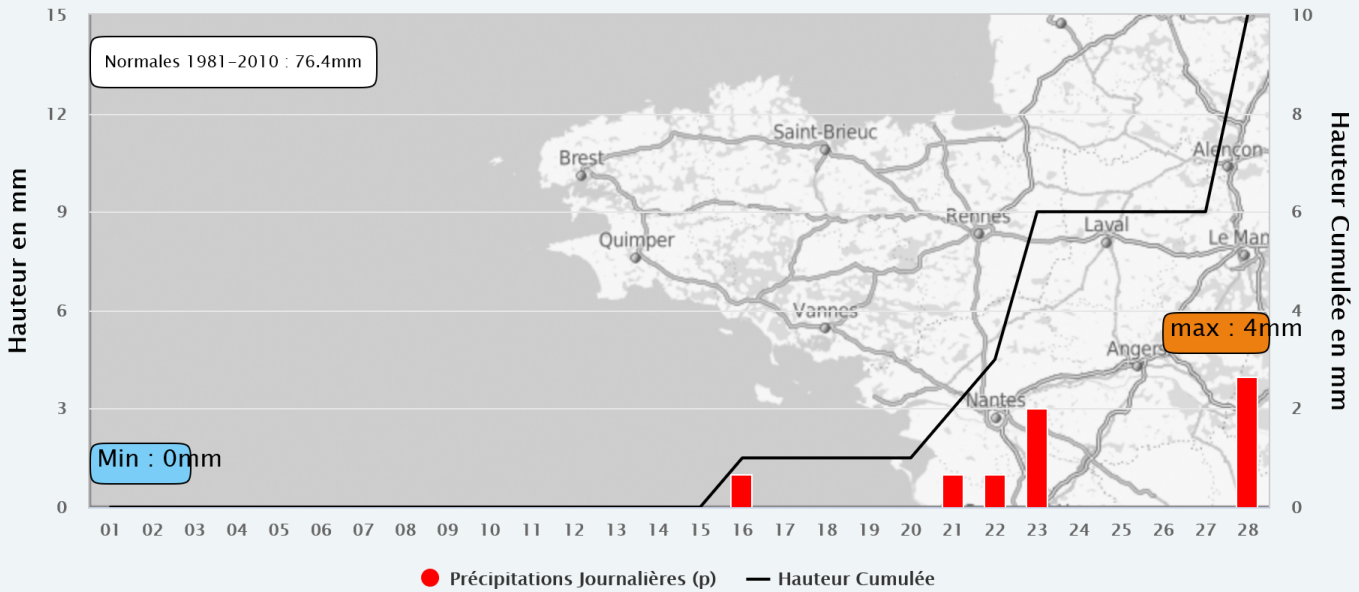 15
10
Normales 1981-2010 : 76.4mm
12
8
Saint-Brieuc
Brest
Alençon
9
6
Rennes
Laval
Quimper
Le Man
6
4
Vannes
max : 4mm
Angers
3
2
Nantes
Min : 0mm
0
0
Hauteur en mm
Hauteur Cumulée en mm
01 02 03 04 05 06 07 08 09 10 11 12 13 14 15 16 17 18 19 20 21 22 23 24 25 26 27 28
Précipitations Journalières (p) Hauteur Cumulée